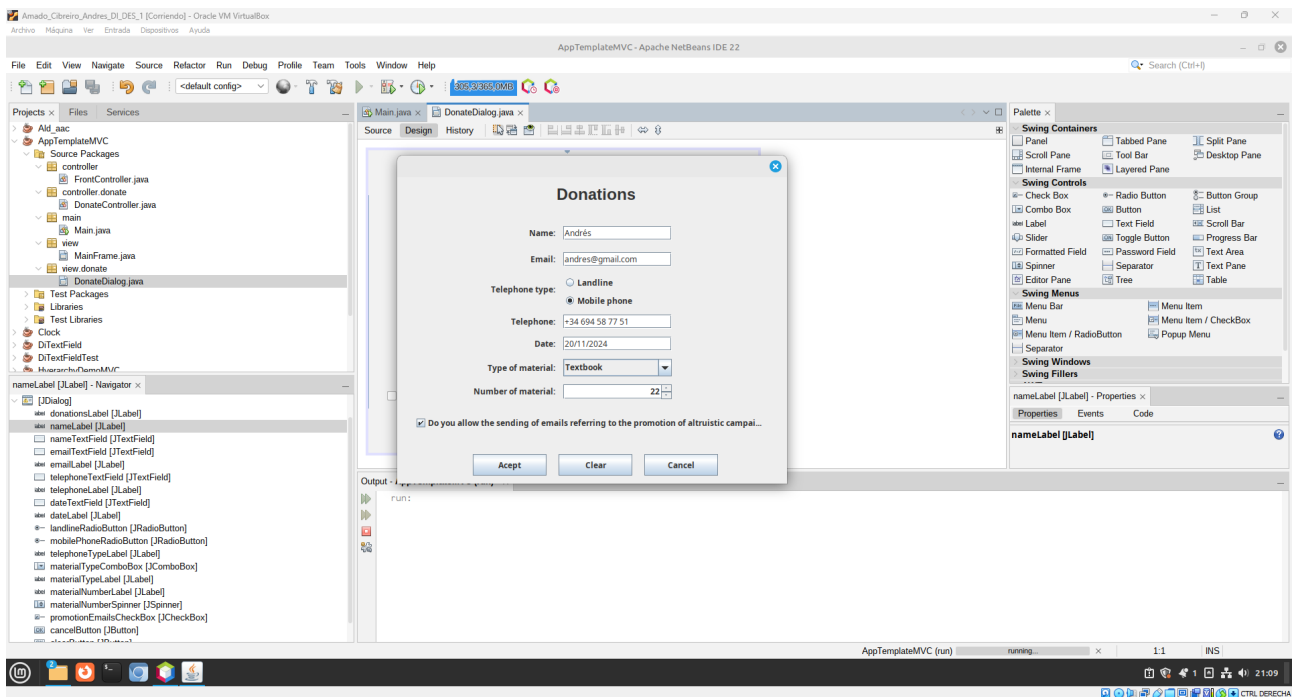 Amado_Cibreiro_Andres_DI_DES_1 [Corriendo] - Oracle VM VirtualBox
Archivo Máquina Ver Entrada Dispositivos Ayuda
AppTemplateMVC - Apache NetBeans IDE 22
File Edit View Navigate Source Refactor Run Debug Profile Team Tools Window Help
Search (Ctrl+I)
<default config>
305,3/365,0MB
Projects Files Services
Ald_aac
AppTemplateMVC
Source Packages
controller
FrontController.java
controller.donate
DonateController.java
main
Main.java
view
MainFrame.java
view.donate
DonateDialog.java
Test Packages
Libraries
Test Libraries
Clock
DiTextField
DiTextFieldTest
HyerarchyDemoMVC
nameLabel [JLabel] - Navigator
[JDialog]
donationsLabel [JLabel]
nameLabel [JLabel]
nameTextField [JTextField]
emailTextField [JTextField]
emailLabel [JLabel]
telephoneTextField [JTextField]
telephoneLabel [JLabel]
dateTextField [JTextField]
dateLabel [JLabel]
landlineRadioButton [JRadioButton]
mobilePhoneRadioButton [JRadioButton]
telephoneTypeLabel [JLabel]
materialTypeComboBox [JComboBox]
materialTypeLabel [JLabel]
materialNumberLabel [JLabel]
materialNumberSpinner [JSpinner]
promotionEmailsCheckBox [JCheckBox]
cancelButton [JButton]
clearButton [JButton]
Main.java DonateDialog.java
Source Design History
Donations
Name: Andrés
Email: andres@gmail.com
Telephone type: Landline
Mobile phone
Telephone: +34 694 58 77 51
Date: 20/11/2024
Type of material: Textbook
Number of material: 22
Do you allow the sending of emails referring to the promotion of altruistic campai...
Acept Clear Cancel
Output - AppTemplateMVC (run)
run:
Palette
Swing Containers
Panel Tabbed Pane Split Pane
Scroll Pane Tool Bar Desktop Pane
Internal Frame Layered Pane
Swing Controls
Check Box Radio Button Button Group
Combo Box Button List
Label Text Field Scroll Bar
Slider Toggle Button Progress Bar
Formatted Field Password Field Text Area
Spinner Separator Text Pane
Editor Pane Tree Table
Swing Menus
Menu Bar Menu Item
Menu Menu Item / CheckBox
Menu Item / RadioButton Popup Menu
Separator
Swing Windows
Swing Fillers
nameLabel [JLabel] - Properties
Properties Events Code
nameLabel [JLabel]
AppTemplateMVC (run) running... 1:1 INS
2
1 21:09
CTRL DERECHA